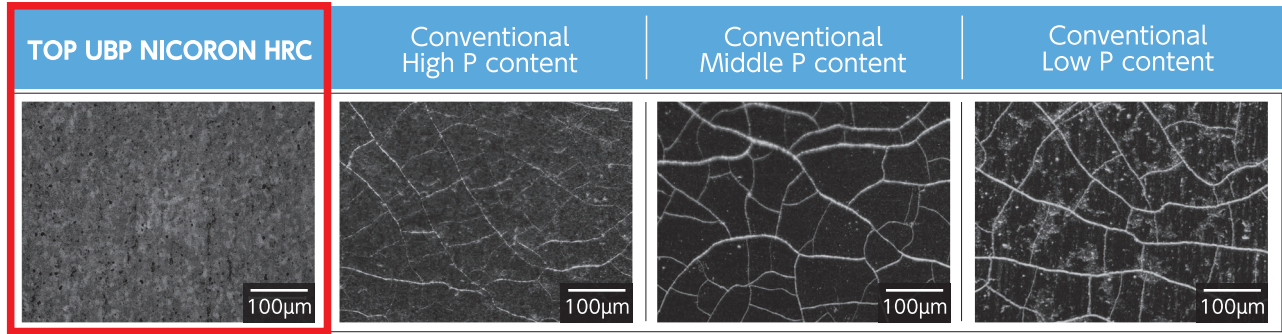 TOP UBP NICORON HRC
Conventional
High P content
Conventional
Middle P content
Conventional
Low P content
100μm
100μm
100μm
100μm